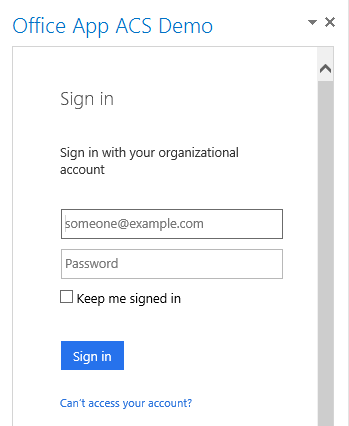 Office App ACS Demo
Sign in
Sign in with your organizational
account
someone@example.com
Password
Keep me signed in
Sign in
Can't access your account?